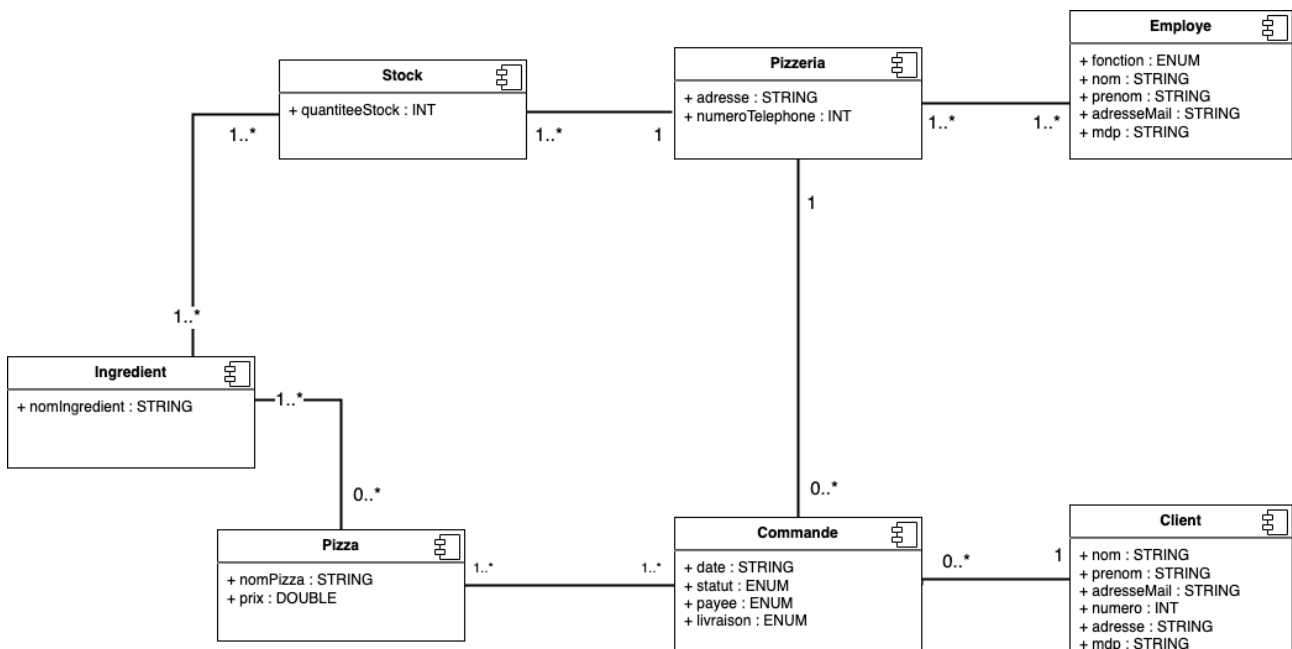 Employe
+ fonction : ENUM
+ nom : STRING
+ prenom : STRING
+ adresseMail : STRING
+ mdp : STRING
Pizzeria
+ adresse : STRING
+ numeroTelephone : INT
Stock
+ quantiteeStock : INT
1..*
1..*
1
1..*
1..*
1
1..*
Ingredient
+ nomIngredient : STRING
1..*
0..*
0..*
Pizza
+ nomPizza : STRING
+ prix : DOUBLE
1..*
1..*
Commande
+ date : STRING
+ statut : ENUM
+ payee : ENUM
+ livraison : ENUM
0..*
1
Client
+ nom : STRING
+ prenom : STRING
+ adresseMail : STRING
+ numero : INT
+ adresse : STRING
+ mdp : STRING